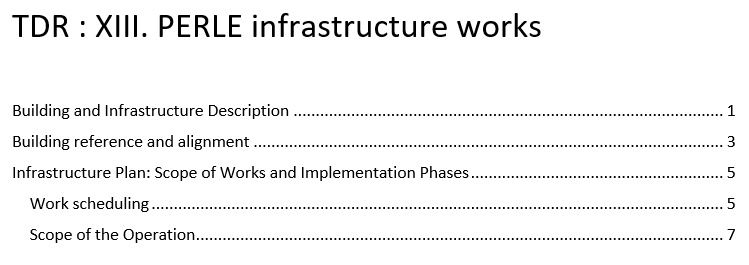 TDR : XIII. PERLE infrastructure works
Building and Infrastructure Description ................................................................................................ 1
Building reference and alignment ......................................................................................................... 3
Infrastructure Plan: Scope of Works and Implementation Phases ........................................................ 5
Work scheduling ................................................................................................................................ 5
Scope of the Operation...................................................................................................................... 7